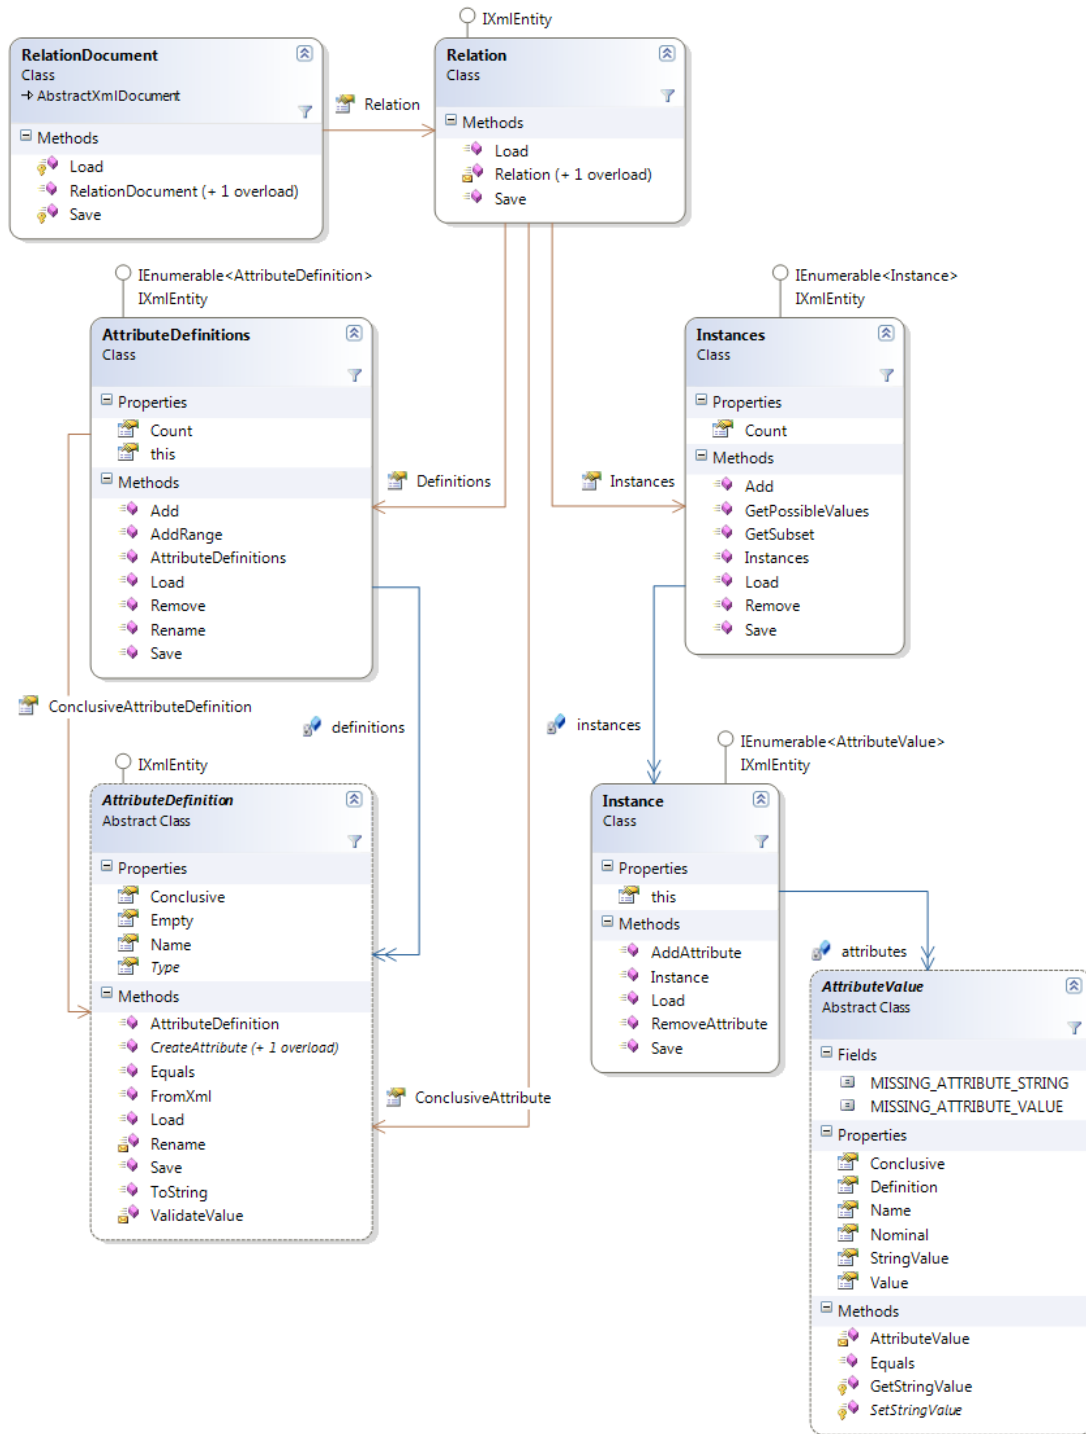 IXmlEntity
RelationDocument
Class
AbstractXmlDocument
Methods
Load
RelationDocument (+ 1 overload)
Save
Relation
Relation
Class
Methods
Load
Relation (+ 1 overload)
Save
IEnumerable<AttributeDefinition>
IXmlEntity
AttributeDefinitions
Class
Properties
Count
this
Methods
Add
AddRange
AttributeDefinitions
Load
Remove
Rename
Save
Definitions
Instances
IEnumerable<Instance>
IXmlEntity
Instances
Class
Properties
Count
Methods
Add
GetPossibleValues
GetSubset
Instances
Load
Remove
Save
ConclusiveAttributeDefinition
definitions
instances
IXmlEntity
AttributeDefinition
Abstract Class
Properties
Conclusive
Empty
Name
Type
Methods
AttributeDefinition
CreateAttribute (+ 1 overload)
Equals
FromXml
Load
Rename
Save
ToString
ValidateValue
ConclusiveAttribute
IEnumerable<AttributeValue>
IXmlEntity
Instance
Class
Properties
this
Methods
AddAttribute
Instance
Load
RemoveAttribute
Save
attributes
AttributeValue
Abstract Class
Fields
MISSING_ATTRIBUTE_STRING
MISSING_ATTRIBUTE_VALUE
Properties
Conclusive
Definition
Name
Nominal
StringValue
Value
Methods
AttributeValue
Equals
GetStringValue
SetStringValue